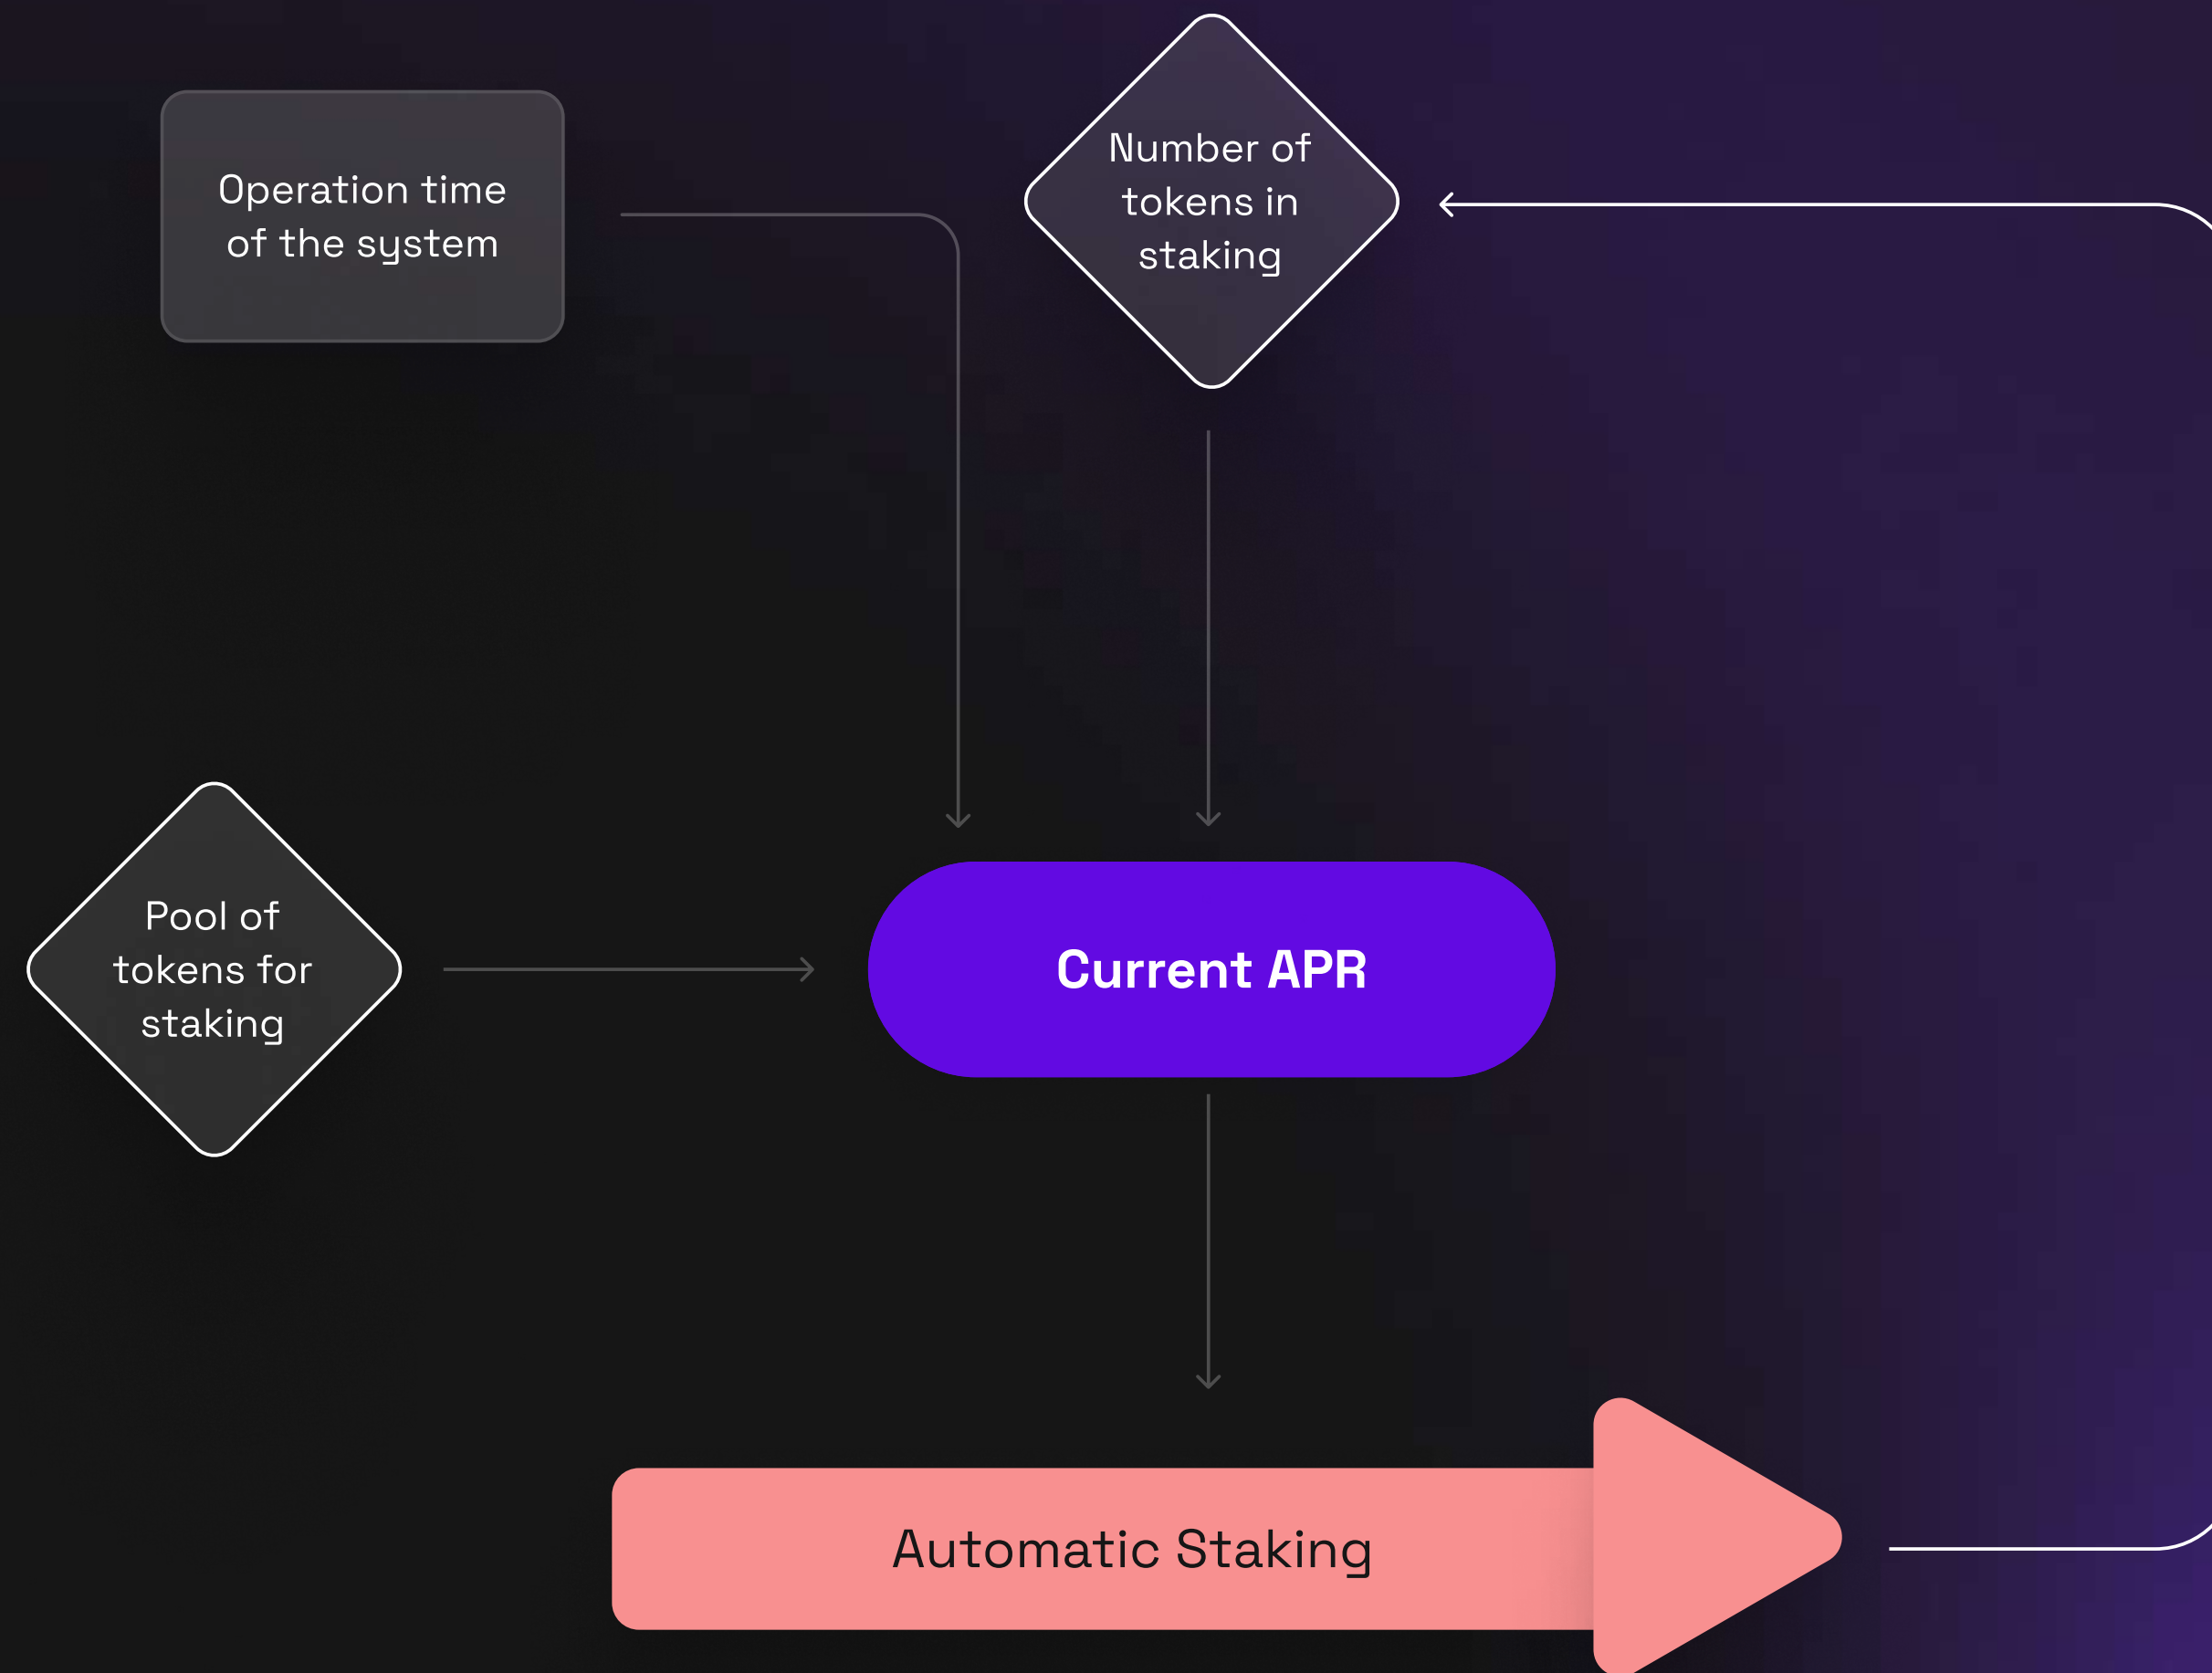 Operation time
of the system
Number of
tokens in
staking
Pool of
tokens for
staking
Current APR
Automatic Staking